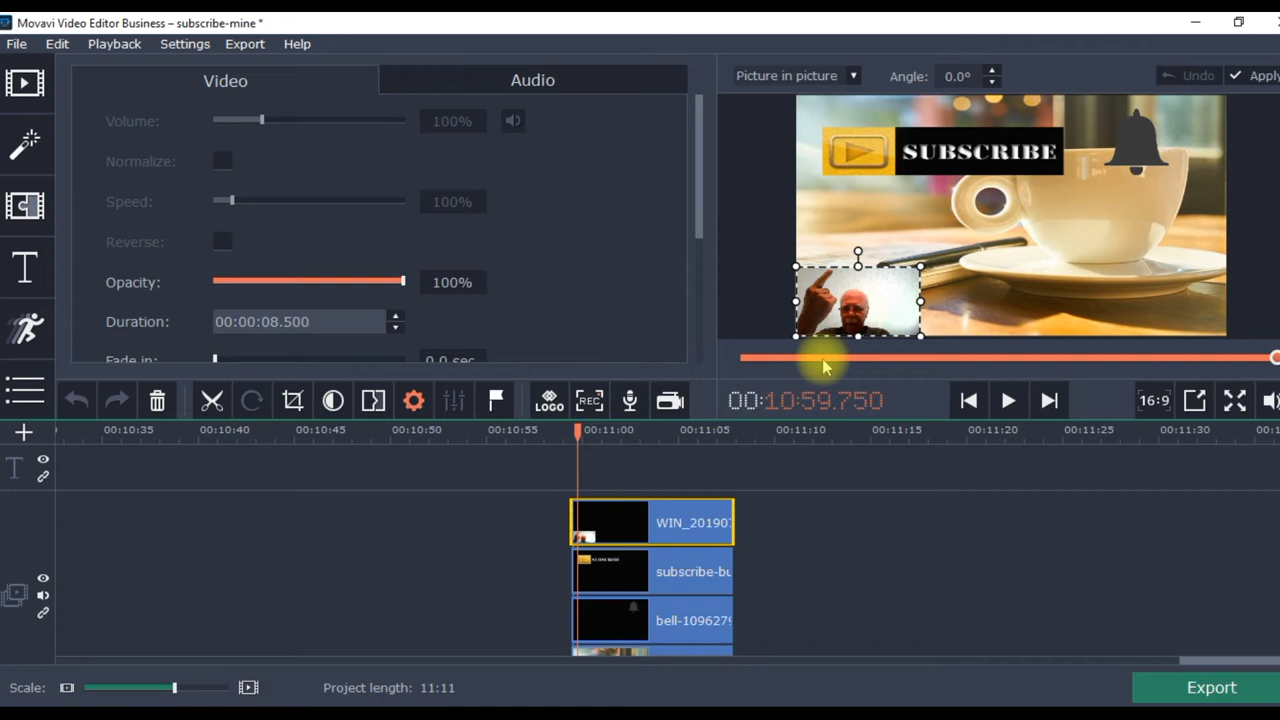 Movavi Video Editor Business – subscribe-mine *
File Edit Playback Settings Export Help
Video Audio
Picture in picture Angle: 0.0° Undo Apply
Volume: 100%
Normalize:
Speed: 100%
Reverse:
Opacity: 100%
Duration: 00:00:08.500
Fade in: 0.0 sec
SUBSCRIBE
LOGO REC 00:10:59.750 16:9
00:10:35 00:10:40 00:10:45 00:10:50 00:10:55 00:11:00 00:11:05 00:11:10 00:11:15 00:11:20 00:11:25 00:11:30 00:1
T
T
WIN_20190
subscribe-bu
bell-1096279
Scale: Project length: 11:11 Export